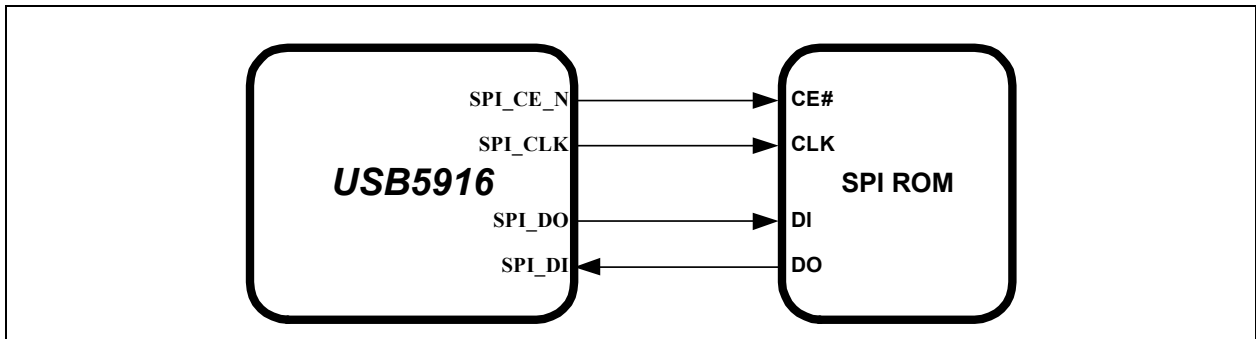 SPI_CE_N CE#
SPI_CLK CLK
USB5916 SPI ROM
SPI_DO DI
SPI_DI DO